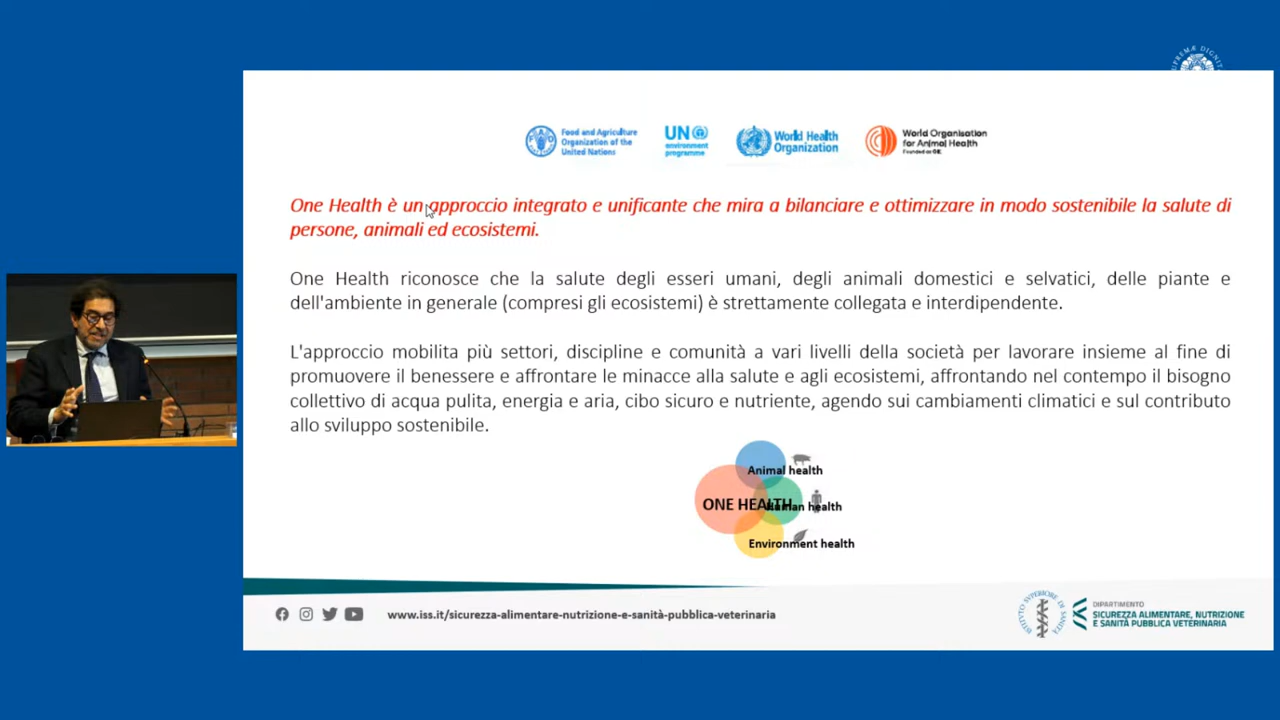 SUPREMÆ DIGNIT
Food and Agriculture
Organization of the
United Nations
UN
environment
programme
World Health
Organization
World Organisation
for Animal Health
Founded as OIE
One Health è un approccio integrato e unificante che mira a bilanciare e ottimizzare in modo sostenibile la salute di
persone, animali ed ecosistemi.
One Health riconosce che la salute degli esseri umani, degli animali domestici e selvatici, delle piante e
dell'ambiente in generale (compresi gli ecosistemi) è strettamente collegata e interdipendente.
L'approccio mobilita più settori, discipline e comunità a vari livelli della società per lavorare insieme al fine di
promuovere il benessere e affrontare le minacce alla salute e agli ecosistemi, affrontando nel contempo il bisogno
collettivo di acqua pulita, energia e aria, cibo sicuro e nutriente, agendo sui cambiamenti climatici e sul contributo
allo sviluppo sostenibile.
Animal health
ONE HEALTH
Human health
Environment health
www.iss.it/sicurezza-alimentare-nutrizione-e-sanità-pubblica-veterinaria
ISTITUTO SVPERIORE DI SANITÀ
DIPARTIMENTO
SICUREZZA ALIMENTARE, NUTRIZIONE
E SANITÀ PUBBLICA VETERINARIA